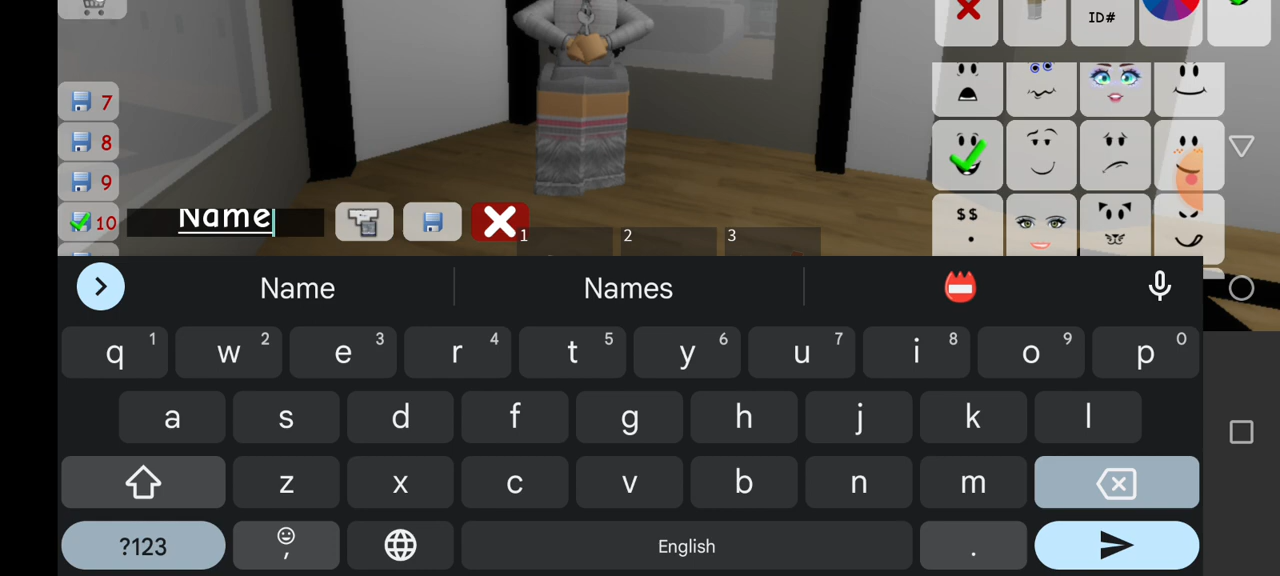 ID#
7
8
9
10
Name
1
2
3
$$
Name Names
q 1 w 2 e 3 r 4 t 5 y 6 u 7 i 8 o 9 p 0
a s d f g h j k l
z x c v b n m
?123 , English .